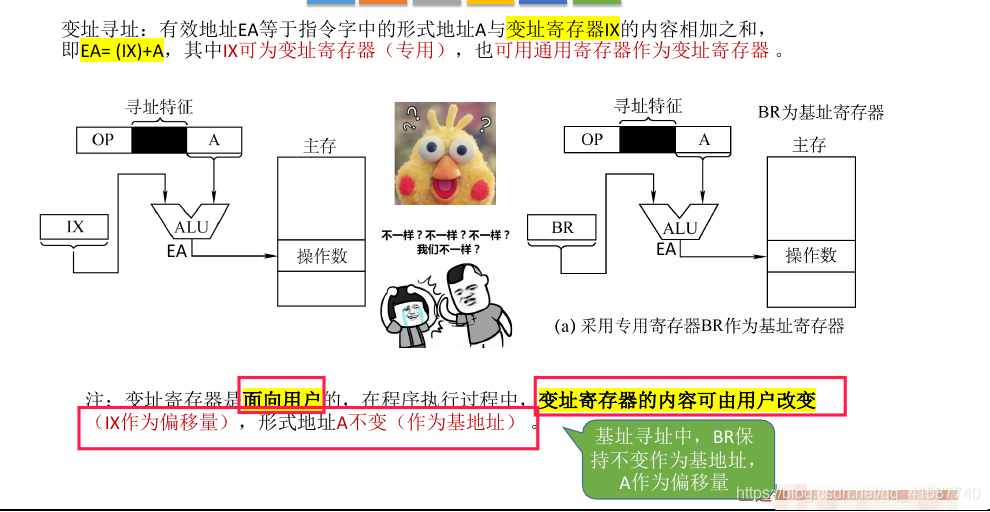 变址寻址：有效地址EA等于指令字中的形式地址A与变址寄存器IX的内容相加之和，
即EA= (IX)+A，其中IX可为变址寄存器（专用），也可用通用寄存器作为变址寄存器 。
寻址特征
OP
A
主存
IX
ALU
EA
操作数
? ? ?
不一样？不一样？不一样？
我们不一样？
寻址特征
BR为基址寄存器
OP
A
主存
BR
ALU
EA
操作数
(a) 采用专用寄存器BR作为基址寄存器
注：变址寄存器是面向用户的，在程序执行过程中，变址寄存器的内容可由用户改变
（IX作为偏移量），形式地址A不变（作为基地址） 。
基址寻址中，BR保
持不变作为基地址，
A作为偏移量
https://blog.csdn.net/qq_41587740